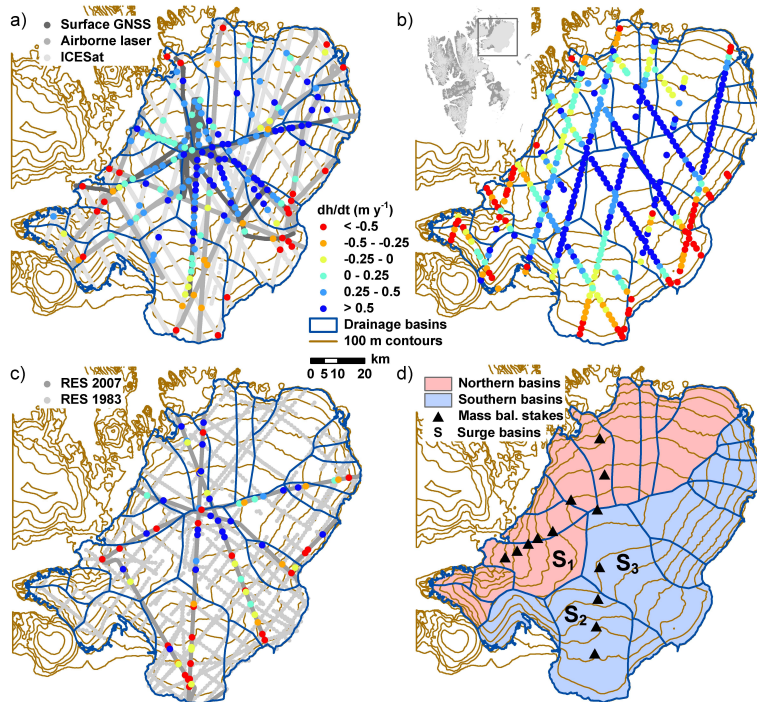 a)
Surface GNSS
Airborne laser
ICESat
b)
dh/dt (m y⁻¹)
< -0.5
-0.5 - -0.25
-0.25 - 0
0 - 0.25
0.25 - 0.5
> 0.5
Drainage basins
100 m contours
km
0 5 10 20
c)
RES 2007
RES 1983
d)
Northern basins
Southern basins
Mass bal. stakes
S Surge basins
S₁
S₃
S₂